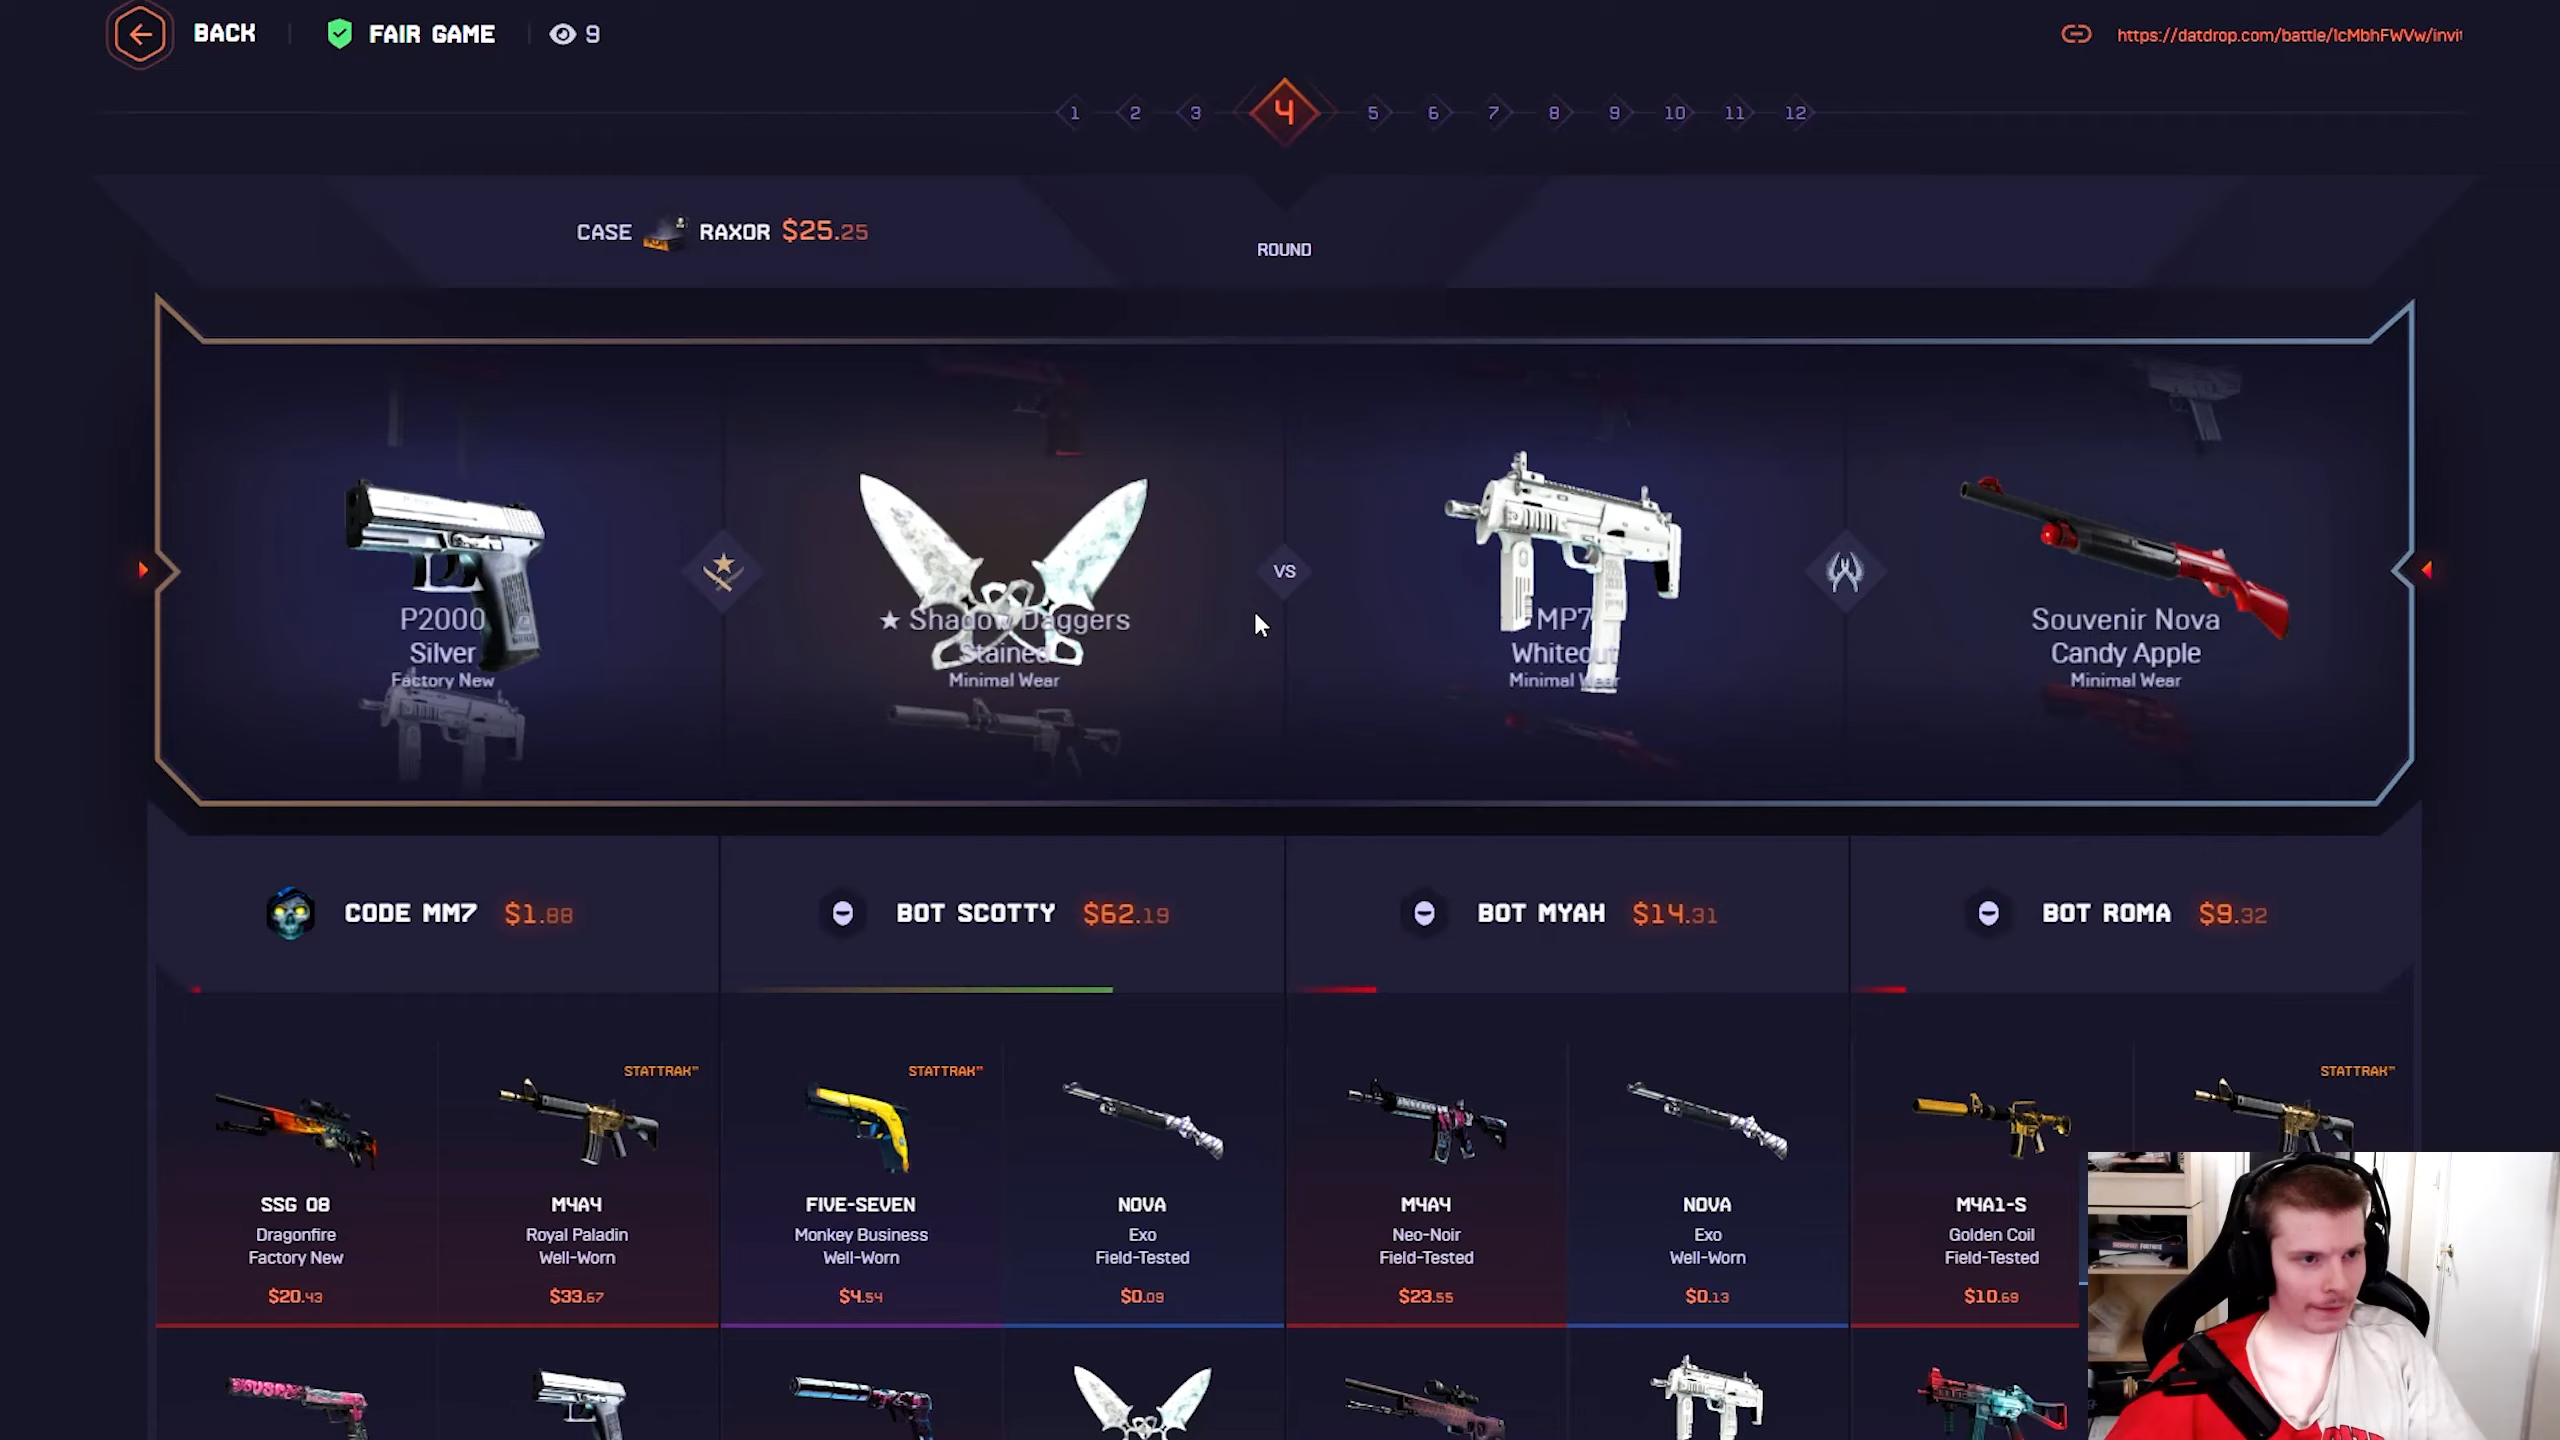 BACK
FAIR GAME
9
https://datdrop.com/battle/lcMbhFWVw/invit
1 2 3 4 5 6 7 8 9 10 11 12
CASE RAXOR $25.25
ROUND
P2000
Silver
Factory New
★ Shadow Daggers
Stained
Minimal Wear
VS
MP7
Whiteout
Minimal Wear
Souvenir Nova
Candy Apple
Minimal Wear
CODE MM7 $1.88
BOT SCOTTY $62.19
BOT MYAH $14.31
BOT ROMA $9.32
SSG 08
Dragonfire
Factory New
$20.43
STATTRAK™
M4A4
Royal Paladin
Well-Worn
$33.67
STATTRAK™
FIVE-SEVEN
Monkey Business
Well-Worn
$4.54
NOVA
Exo
Field-Tested
$0.09
M4A4
Neo-Noir
Field-Tested
$23.55
NOVA
Exo
Well-Worn
$0.13
M4A1-S
Golden Coil
Field-Tested
$10.69
STATTRAK™